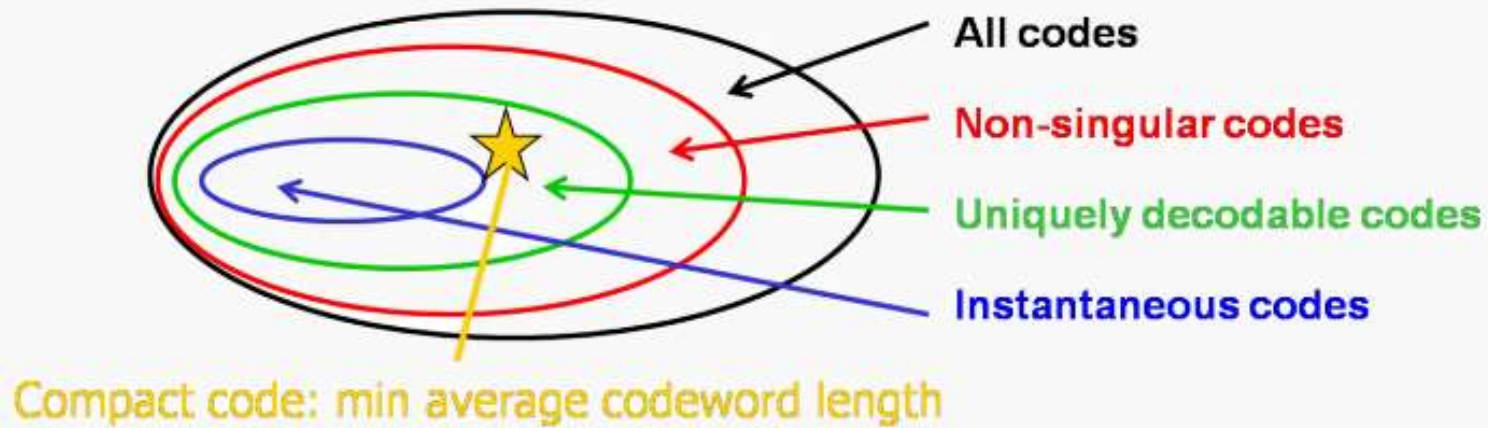 All codes
Non-singular codes
Uniquely decodable codes
Instantaneous codes
Compact code: min average codeword length